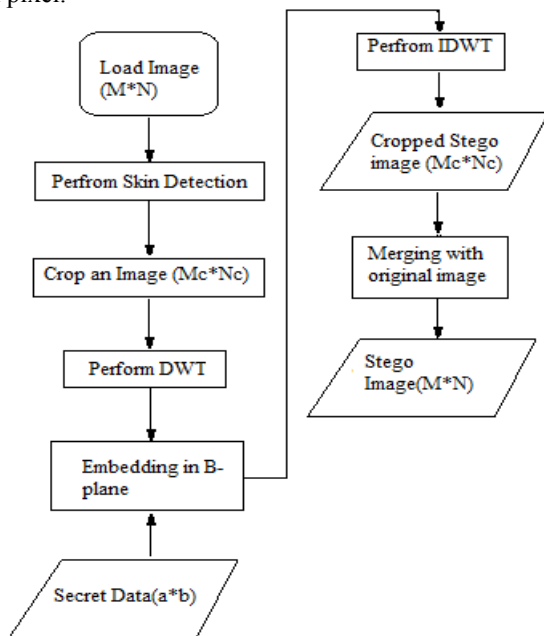 pixel.
Load Image
(M*N)
Perfrom Skin Detection
Crop an Image (Mc*Nc)
Perform DWT
Embedding in B-
plane
Secret Data(a*b)
Perfrom IDWT
Cropped Stego
image (Mc*Nc)
Merging with
original image
Stego
Image(M*N)